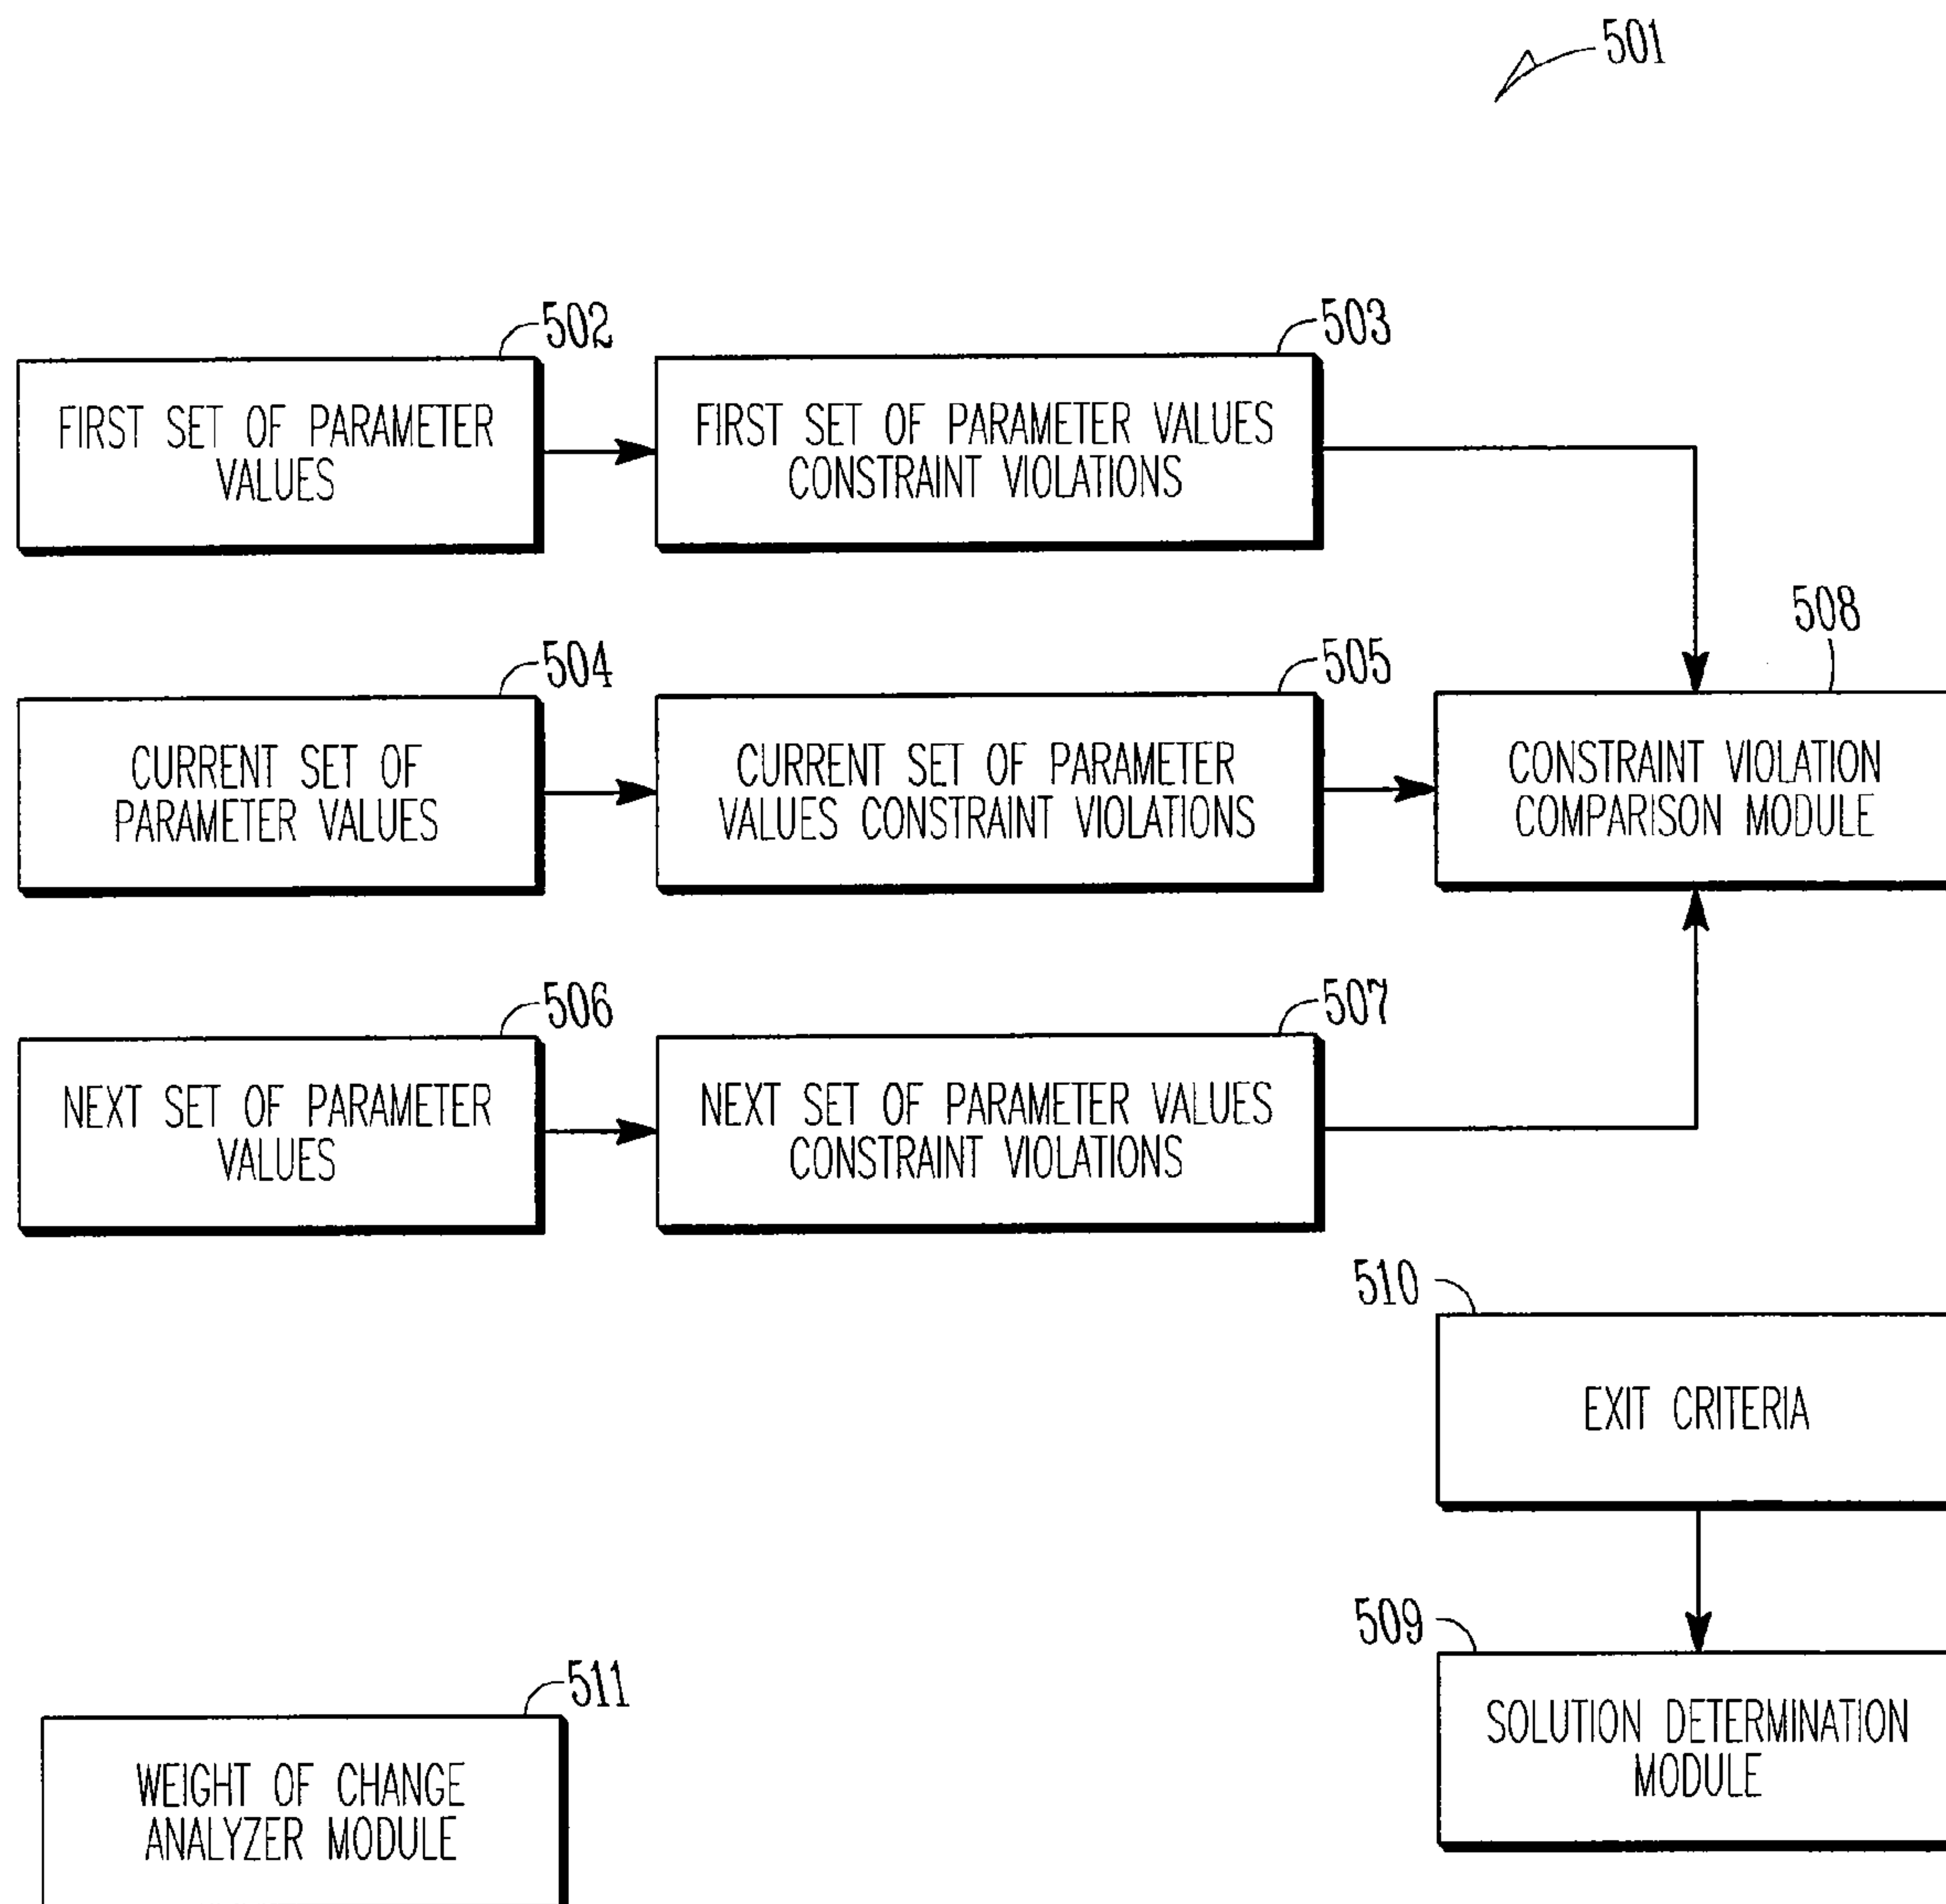 501
502
FIRST SET OF PARAMETER
VALUES
503
FIRST SET OF PARAMETER VALUES
CONSTRAINT VIOLATIONS
504
CURRENT SET OF
PARAMETER VALUES
505
CURRENT SET OF PARAMETER
VALUES CONSTRAINT VIOLATIONS
508
CONSTRAINT VIOLATION
COMPARISON MODULE
506
NEXT SET OF PARAMETER
VALUES
507
NEXT SET OF PARAMETER VALUES
CONSTRAINT VIOLATIONS
510
EXIT CRITERIA
509
SOLUTION DETERMINATION
MODULE
511
WEIGHT OF CHANGE
ANALYZER MODULE